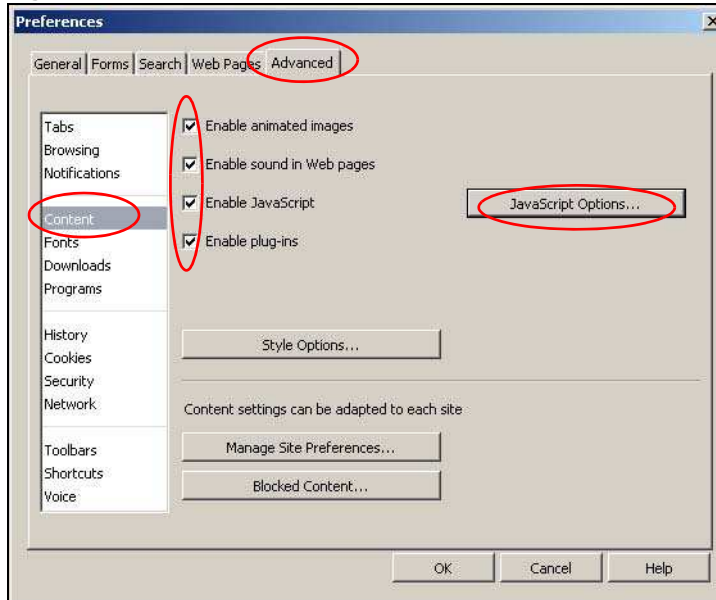 Preferences
General Forms Search Web Pages Advanced
Tabs
Browsing
Notifications
Content
Fonts
Downloads
Programs
History
Cookies
Security
Network
Toolbars
Shortcuts
Voice
Enable animated images
Enable sound in Web pages
Enable JavaScript
JavaScript Options...
Enable plug-ins
Style Options...
Content settings can be adapted to each site
Manage Site Preferences...
Blocked Content...
OK Cancel Help